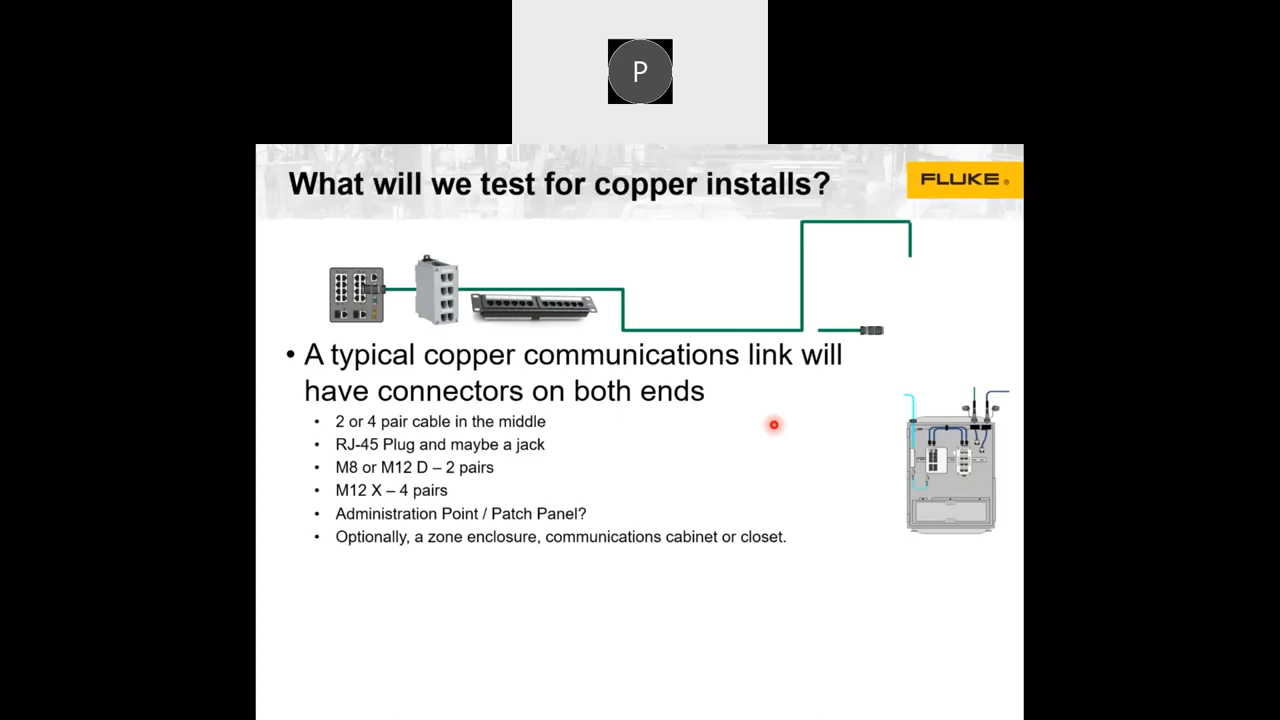 P
What will we test for copper installs?
FLUKE ®
• A typical copper communications link will
have connectors on both ends
• 2 or 4 pair cable in the middle
• RJ-45 Plug and maybe a jack
• M8 or M12 D – 2 pairs
• M12 X – 4 pairs
• Administration Point / Patch Panel?
• Optionally, a zone enclosure, communications cabinet or closet.